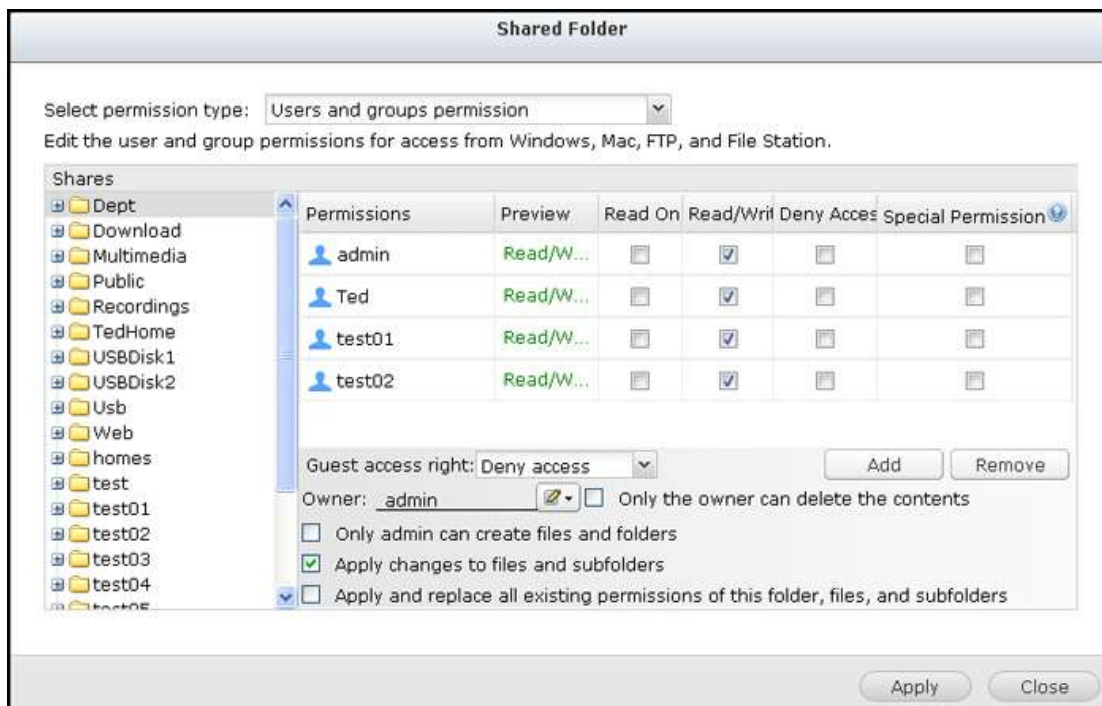 Shared Folder
Select permission type: Users and groups permission
Edit the user and group permissions for access from Windows, Mac, FTP, and File Station.
Shares
Dept
Download
Multimedia
Public
Recordings
TedHome
USBDisk1
USBDisk2
Usb
Web
homes
test
test01
test02
test03
test04
test05
Permissions Preview Read On Read/Writ Deny Acces Special Permission
admin Read/W...
Ted Read/W...
test01 Read/W...
test02 Read/W...
Guest access right: Deny access Add Remove
Owner: admin Only the owner can delete the contents
Only admin can create files and folders
Apply changes to files and subfolders
Apply and replace all existing permissions of this folder, files, and subfolders
Apply Close